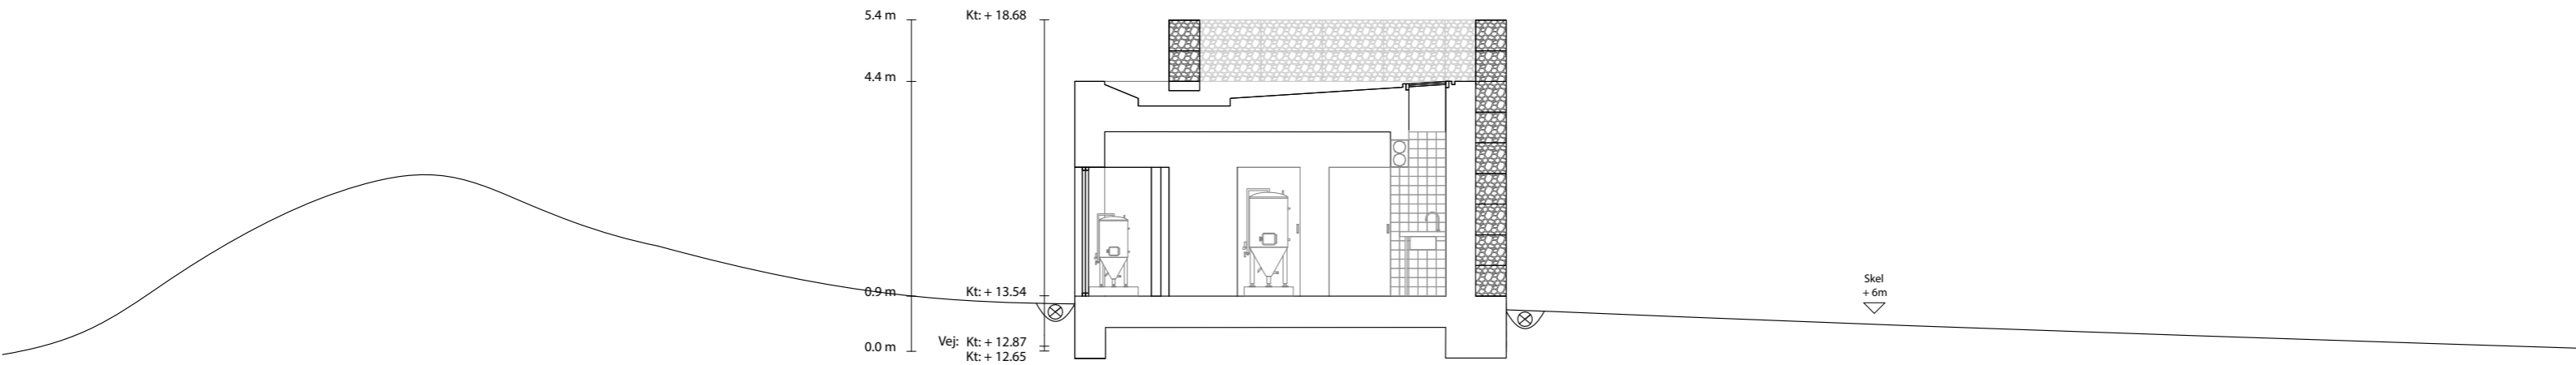 5.4 m
Kt: + 18.68
4.4 m
0.9 m
Kt: + 13.54
Vej: Kt: + 12.87
0.0 m
Kt: + 12.65
Skel
+ 6m